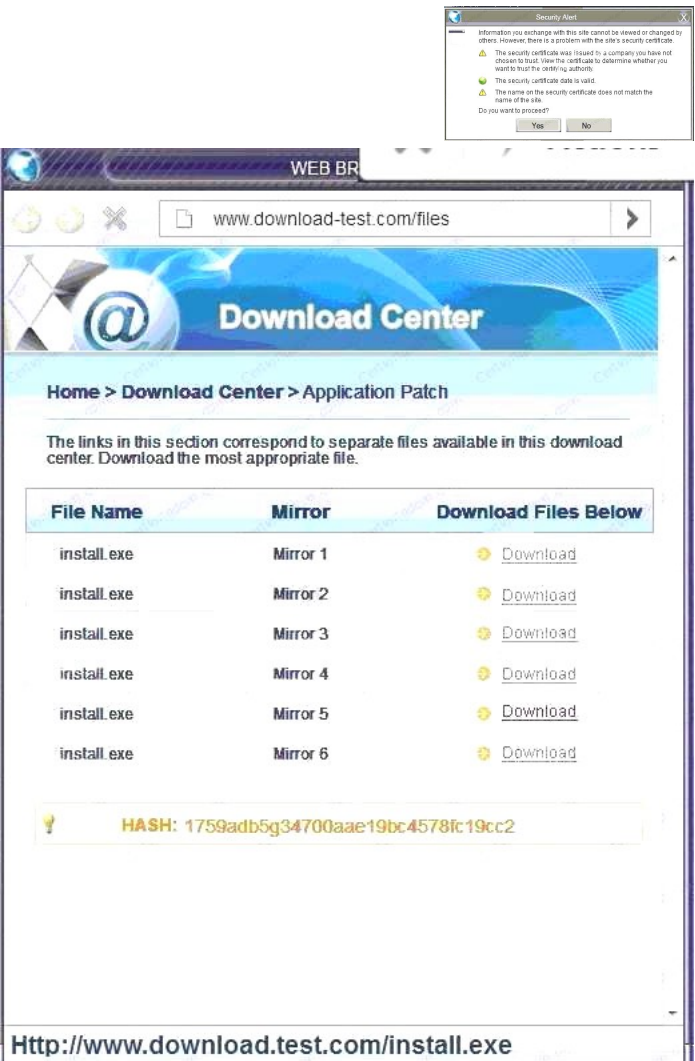 Security Alert
X
Information you exchange with this site cannot be viewed or changed by
others. However, there is a problem with the site's security certificate.
The security certificate was issued by a company you have not
chosen to trust. View the certificate to determine whether you
want to trust the certifying authority.
The security certificate date is valid.
The name on the security certificate does not match the
name of the site.
Do you want to proceed?
Yes No
WEB BR
www.download-test.com/files
@
Download Center
Home > Download Center > Application Patch
The links in this section correspond to separate files available in this download
center. Download the most appropriate file.
File Name Mirror Download Files Below
install.exe Mirror 1 Download
install.exe Mirror 2 Download
install.exe Mirror 3 Download
install.exe Mirror 4 Download
install.exe Mirror 5 Download
install.exe Mirror 6 Download
HASH: 1759adb5g34700aae19bc4578fc19cc2
Http://www.download.test.com/install.exe